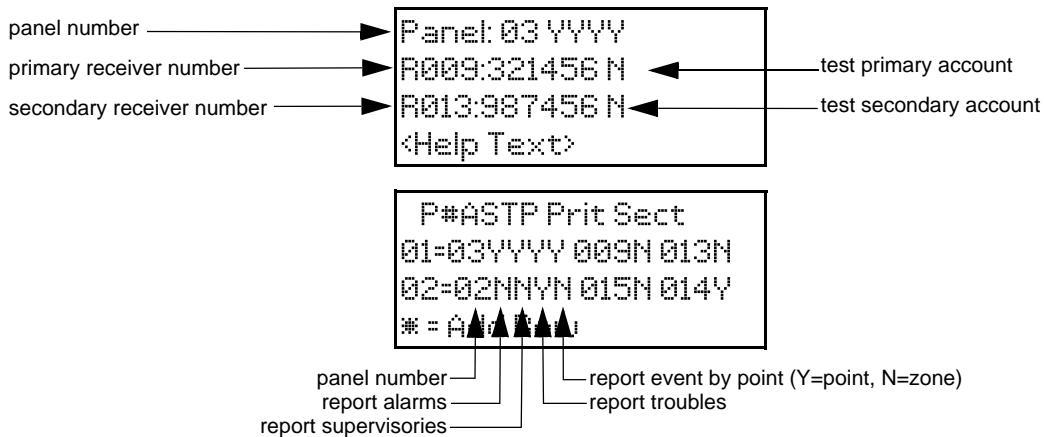 panel number
primary receiver number
secondary receiver number
Panel: 03 YYYY
R009:321456 N
R013:987456 N
<Help Text>
test primary account
test secondary account
P#ASTP Prit Sect
01=03YYYY 009N 013N
02=02NNYN 015N 014Y
* =
panel number
report alarms
report supervisories
report event by point (Y=point, N=zone)
report troubles